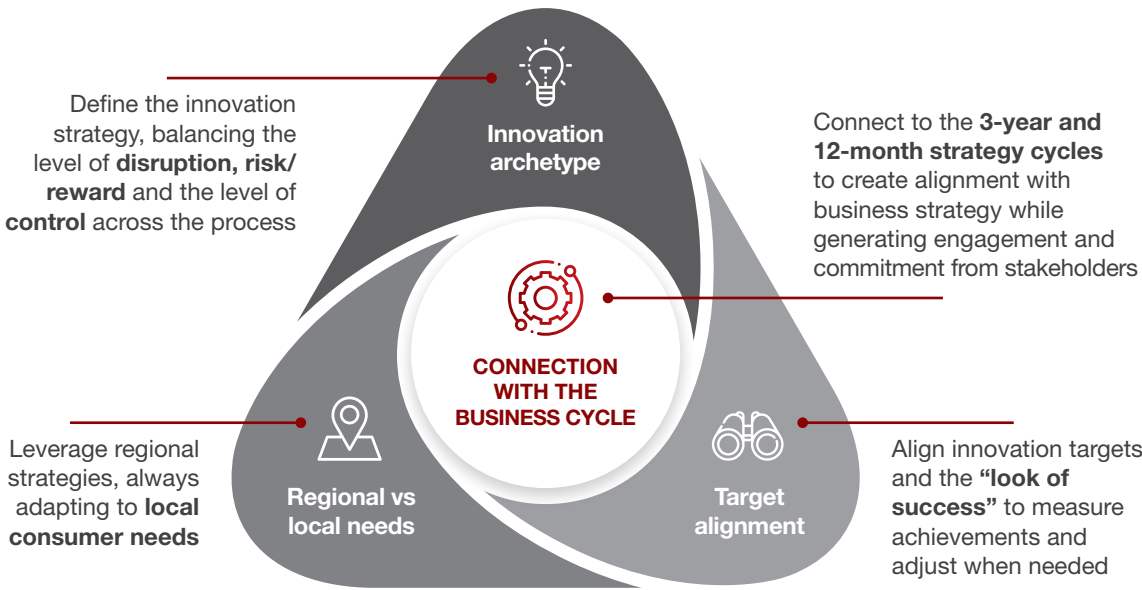 Define the innovation
strategy, balancing the
level of disruption, risk/
reward and the level of
control across the process
Innovation
archetype
Connect to the 3-year and
12-month strategy cycles
to create alignment with
business strategy while
generating engagement and
commitment from stakeholders
CONNECTION
WITH THE
BUSINESS CYCLE
Leverage regional
strategies, always
adapting to local
consumer needs
Regional vs
local needs
Target
alignment
Align innovation targets
and the “look of
success” to measure
achievements and
adjust when needed